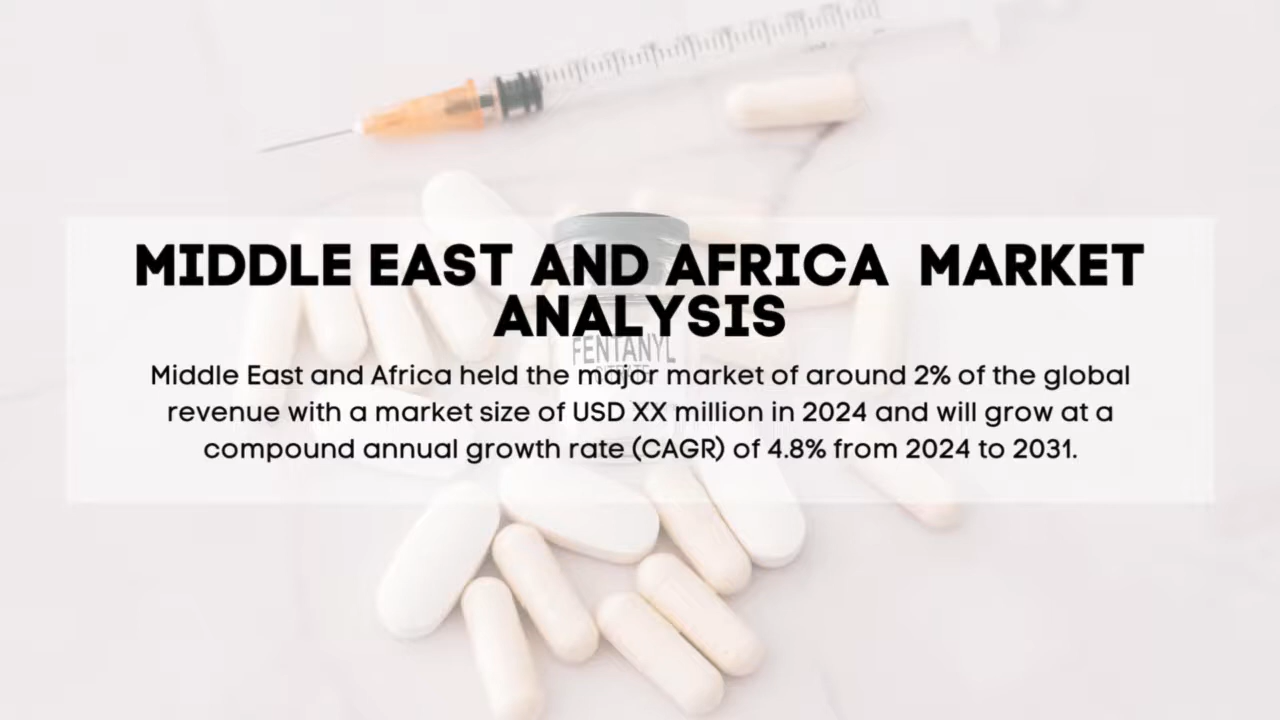 MIDDLE EAST AND AFRICA MARKET
ANALYSIS
FENTANYL
Middle East and Africa held the major market of around 2% of the global
revenue with a market size of USD XX million in 2024 and will grow at a
compound annual growth rate (CAGR) of 4.8% from 2024 to 2031.